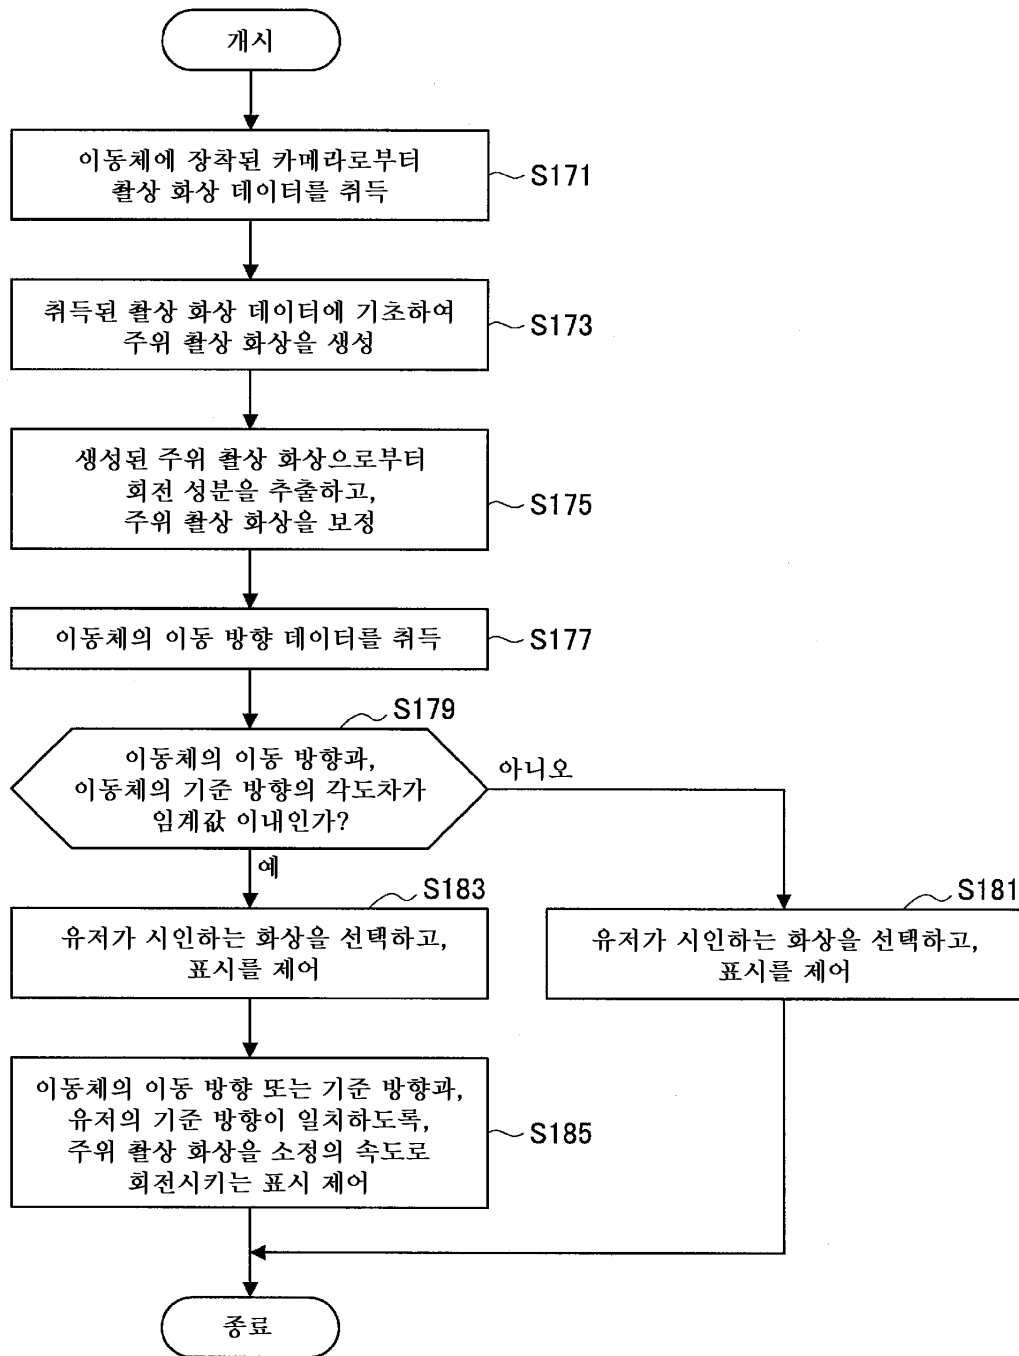 개시
이동체에 장착된 카메라로부터
촬상 화상 데이터를 취득
S171
취득된 촬상 화상 데이터에 기초하여
주위 촬상 화상을 생성
S173
생성된 주위 촬상 화상으로부터
회전 성분을 추출하고,
주위 촬상 화상을 보정
S175
이동체의 이동 방향 데이터를 취득
S177
S179
이동체의 이동 방향과,
이동체의 기준 방향의 각도차가
임계값 이내인가?
아니오
예
S183
유저가 시인하는 화상을 선택하고,
표시를 제어
S181
유저가 시인하는 화상을 선택하고,
표시를 제어
이동체의 이동 방향 또는 기준 방향과,
유저의 기준 방향이 일치하도록,
주위 촬상 화상을 소정의 속도로
회전시키는 표시 제어
S185
종료